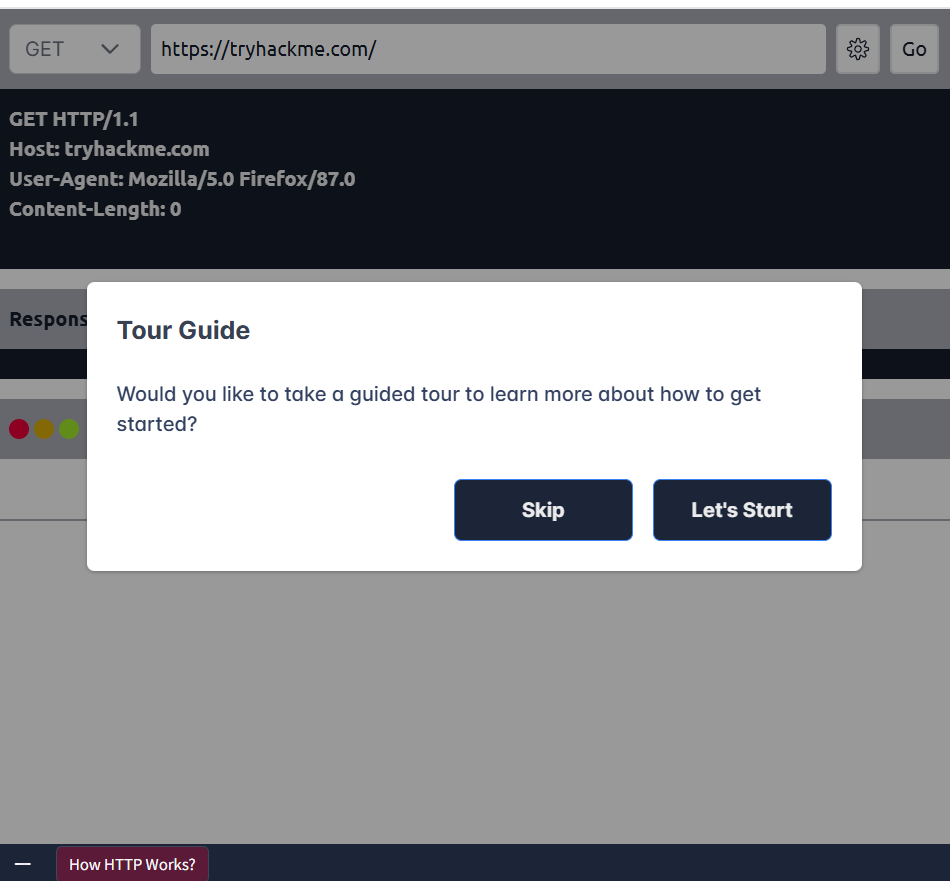 GET
https://tryhackme.com/
Go
GET HTTP/1.1
Host: tryhackme.com
User-Agent: Mozilla/5.0 Firefox/87.0
Content-Length: 0
Respons
Tour Guide
Would you like to take a guided tour to learn more about how to get
started?
Skip
Let's Start
How HTTP Works?